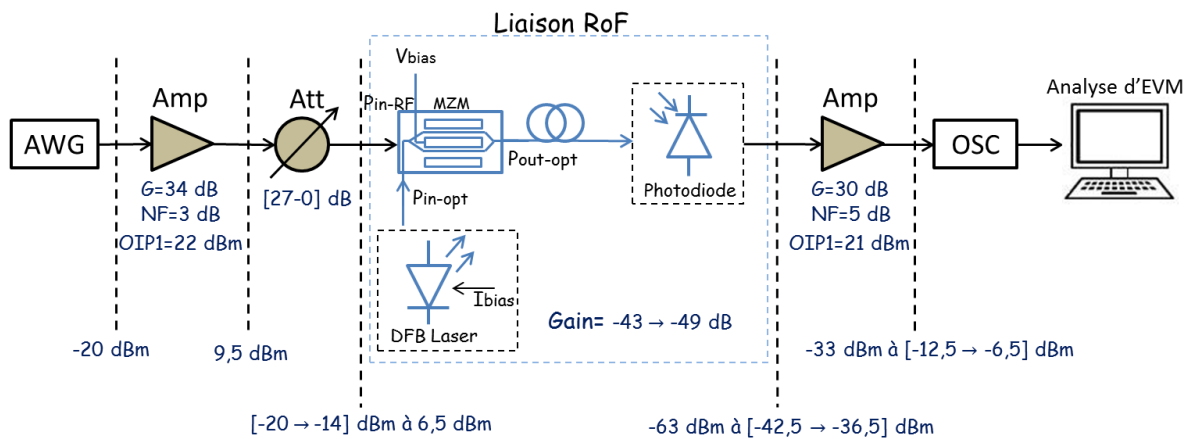 Liaison RoF
Vbias
Amp
Att
Pin-RF
MZM
Amp
Analyse d'EVM
AWG
OSC
Pout-opt
Photodiode
G=34 dB
NF=3 dB
OIP1=22 dBm
[27-0] dB
Pin-opt
G=30 dB
NF=5 dB
OIP1=21 dBm
Ibias
DFB Laser
Gain= -43 → -49 dB
-20 dBm
9,5 dBm
-33 dBm à [-12,5 → -6,5] dBm
[-20 → -14] dBm à 6,5 dBm
-63 dBm à [-42,5 → -36,5] dBm